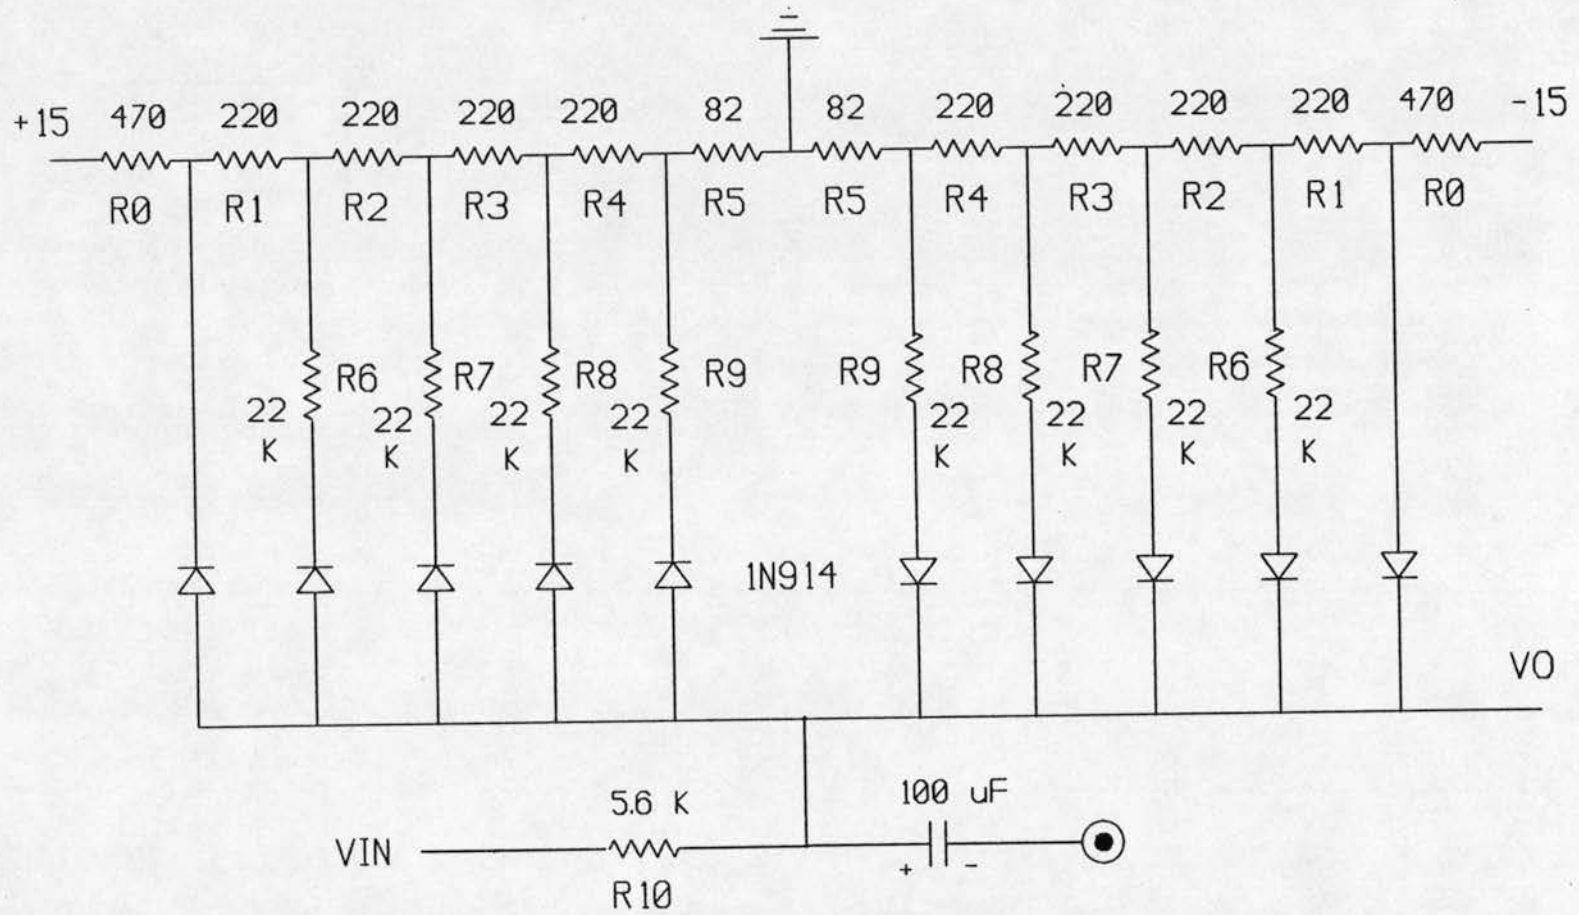 +15 470 220 220 220 220 82 82 220 220 220 220 470 -15
R0 R1 R2 R3 R4 R5 R5 R4 R3 R2 R1 R0
R6 R7 R8 R9 R9 R8 R7 R6
22 22 22 22 22 22 22 22
K K K K K K K K
1N914
VO
5.6 K 100 uF
VIN
+ -
R10